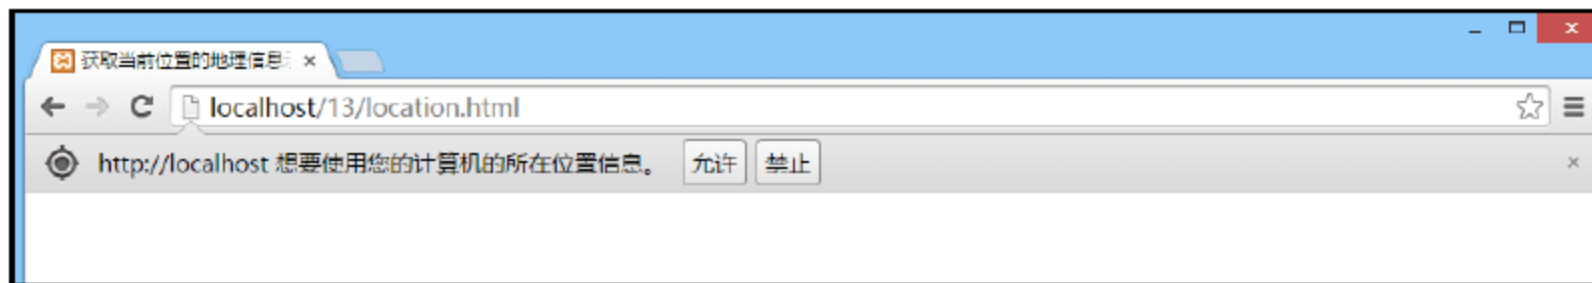 获取当前位置的地理信息
localhost/13/location.html
http://localhost 想要使用您的计算机的所在位置信息。 允许 禁止